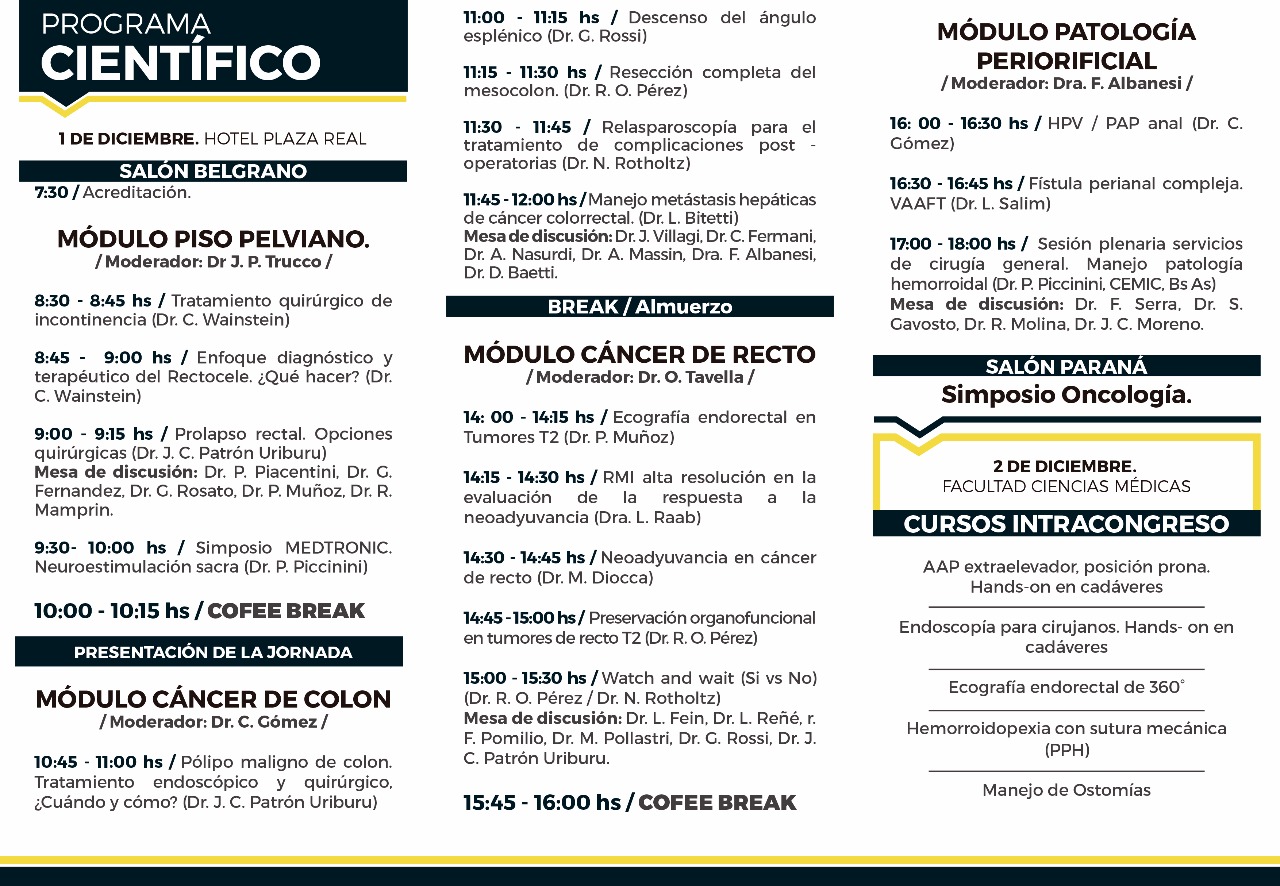 PROGRAMA
CIENTÍFICO
1 DE DICIEMBRE. HOTEL PLAZA REAL
SALÓN BELGRANO
7:30 / Acreditación.
MÓDULO PISO PELVIANO.
/ Moderador: Dr J. P. Trucco /
8:30 - 8:45 hs / Tratamiento quirúrgico de
incontinencia (Dr. C. Wainstein)
8:45 - 9:00 hs / Enfoque diagnóstico y
terapéutico del Rectocele. ¿Qué hacer? (Dr.
C. Wainstein)
9:00 - 9:15 hs / Prolapso rectal. Opciones
quirúrgicas (Dr. J. C. Patrón Uriburu)
Mesa de discusión: Dr. P. Piacentini, Dr. G.
Fernandez, Dr. G. Rosato, Dr. P. Muñoz, Dr. R.
Mamprin.
9:30- 10:00 hs / Simposio MEDTRONIC.
Neuroestimulación sacra (Dr. P. Piccinini)
10:00 - 10:15 hs / COFEE BREAK
PRESENTACIÓN DE LA JORNADA
MÓDULO CÁNCER DE COLON
/ Moderador: Dr. C. Gómez /
10:45 - 11:00 hs / Pólipo maligno de colon.
Tratamiento endoscópico y quirúrgico,
¿Cuándo y cómo? (Dr. J. C. Patrón Uriburu)
11:00 - 11:15 hs / Descenso del ángulo
esplénico (Dr. G. Rossi)
11:15 - 11:30 hs / Resección completa del
mesocolon. (Dr. R. O. Pérez)
11:30 - 11:45 / Relasparoscopía para el
tratamiento de complicaciones post -
operatorias (Dr. N. Rotholtz)
11:45 - 12:00 hs / Manejo metástasis hepáticas
de cáncer colorrectal. (Dr. L. Bitetti)
Mesa de discusión: Dr. J. Villagi, Dr. C. Fermani,
Dr. A. Nasurdi, Dr. A. Massin, Dra. F. Albanesi,
Dr. D. Baetti.
BREAK / Almuerzo
MÓDULO CÁNCER DE RECTO
/ Moderador: Dr. O. Tavella /
14: 00 - 14:15 hs / Ecografía endorectal en
Tumores T2 (Dr. P. Muñoz)
14:15 - 14:30 hs / RMI alta resolución en la
evaluación de la respuesta a la
neoadyuvancia (Dra. L. Raab)
14:30 - 14:45 hs / Neoadyuvancia en cáncer
de recto (Dr. M. Diocca)
14:45 - 15:00 hs / Preservación organofuncional
en tumores de recto T2 (Dr. R. O. Pérez)
15:00 - 15:30 hs / Watch and wait (Si vs No)
(Dr. R. O. Pérez / Dr. N. Rotholtz)
Mesa de discusión: Dr. L. Fein, Dr. L. Reñé, r.
F. Pomilio, Dr. M. Pollastri, Dr. G. Rossi, Dr. J.
C. Patrón Uriburu.
15:45 - 16:00 hs / COFEE BREAK
MÓDULO PATOLOGÍA
PERIORIFICIAL
/ Moderador: Dra. F. Albanesi /
16: 00 - 16:30 hs / HPV / PAP anal (Dr. C.
Gómez)
16:30 - 16:45 hs / Fístula perianal compleja.
VAAFT (Dr. L. Salim)
17:00 - 18:00 hs / Sesión plenaria servicios
de cirugía general. Manejo patología
hemorroidal (Dr. P. Piccinini, CEMIC, Bs As)
Mesa de discusión: Dr. F. Serra, Dr. S.
Gavosto, Dr. R. Molina, Dr. J. C. Moreno.
SALÓN PARANÁ
Simposio Oncología.
2 DE DICIEMBRE.
FACULTAD CIENCIAS MÉDICAS
CURSOS INTRACONGRESO
AAP extraelevador, posición prona.
Hands-on en cadáveres
Endoscopía para cirujanos. Hands- on en
cadáveres
Ecografía endorectal de 360°
Hemorroidopexia con sutura mecánica
(PPH)
Manejo de Ostomías